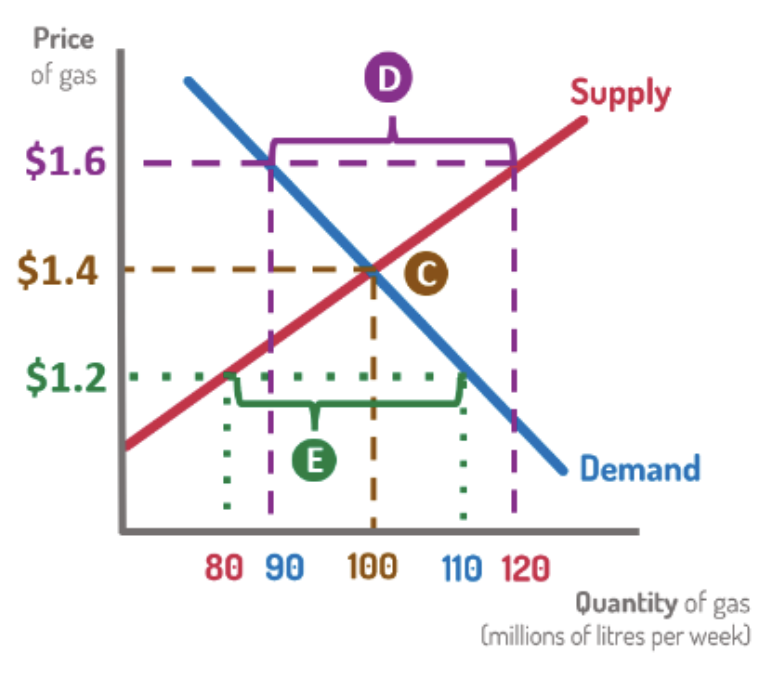 Price
of gas
D
Supply
$1.6
$1.4
C
$1.2
E
Demand
80 90 100 110 120
Quantity of gas
(millions of litres per week)